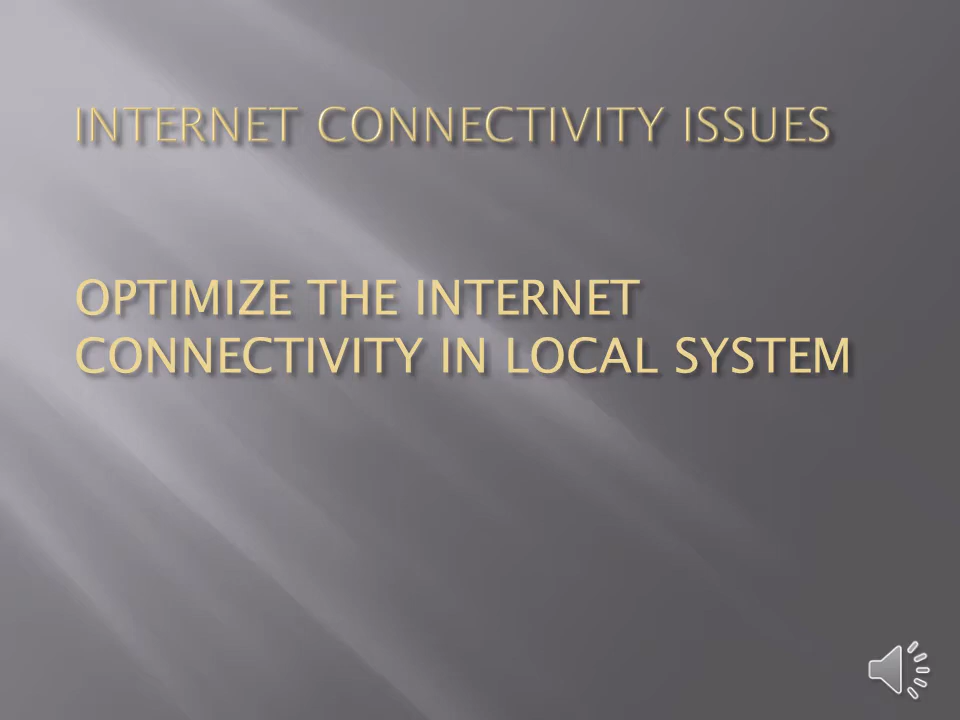 INTERNET CONNECTIVITY ISSUES
OPTIMIZE THE INTERNET
CONNECTIVITY IN LOCAL SYSTEM